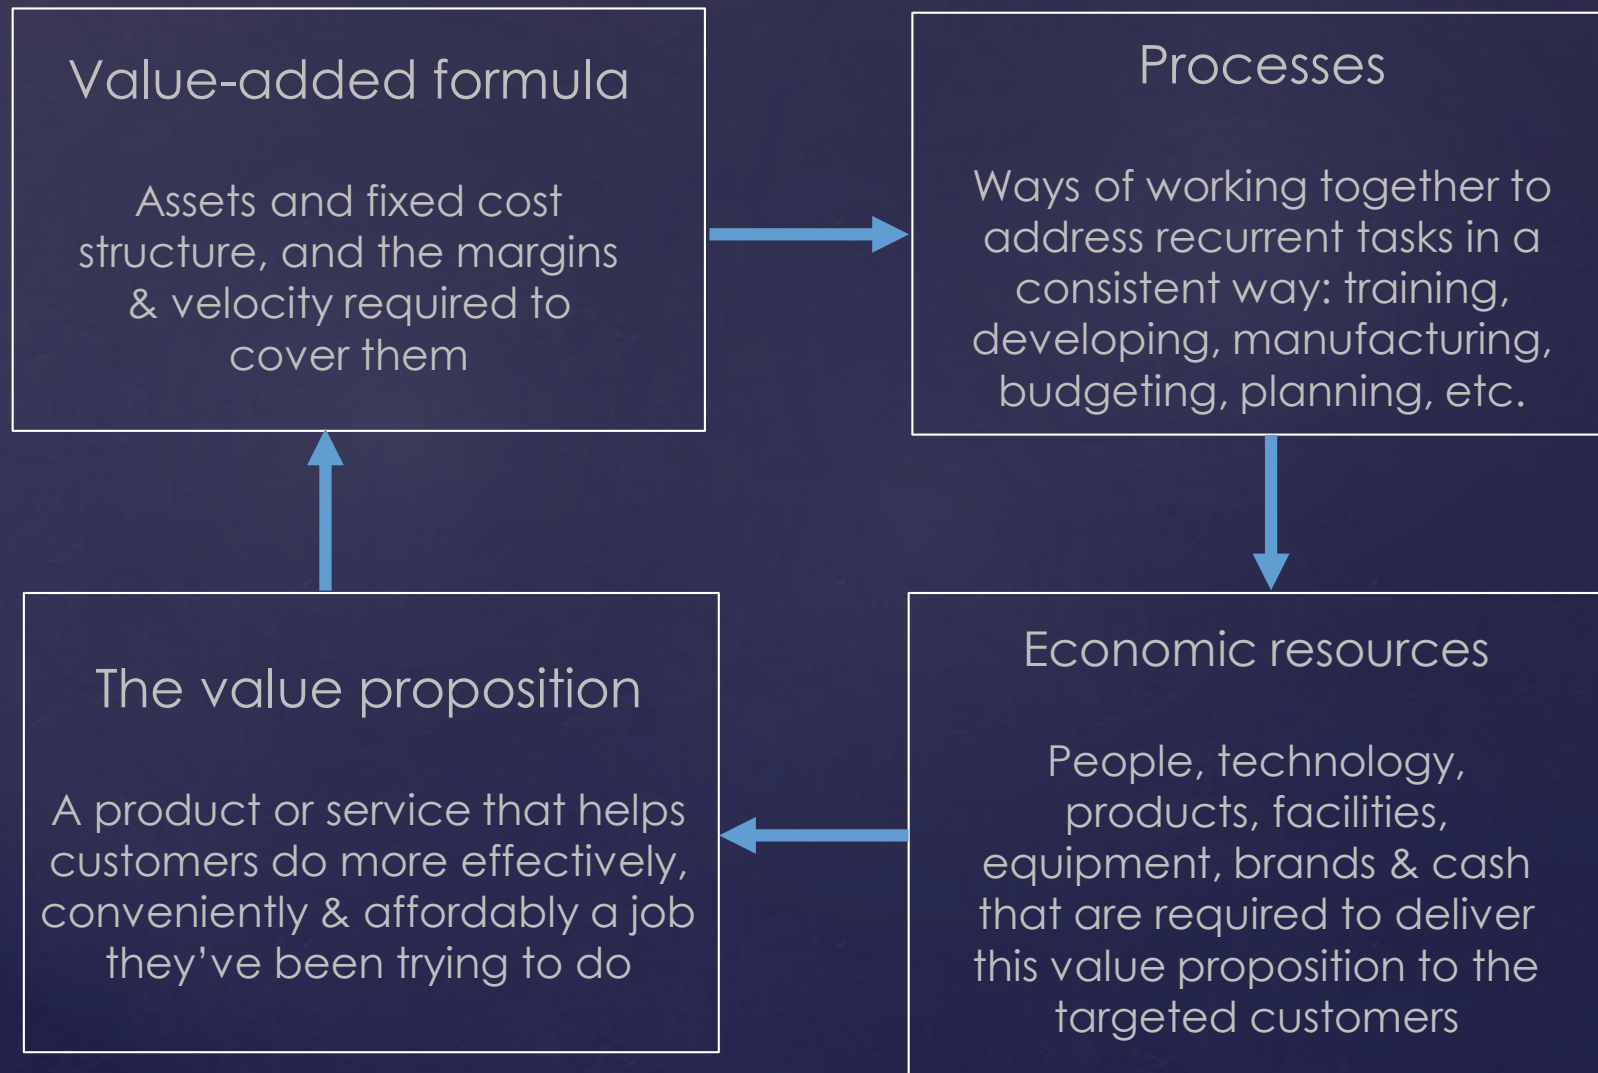 Value-added formula
Assets and fixed cost
structure, and the margins
& velocity required to
cover them
Processes
Ways of working together to
address recurrent tasks in a
consistent way: training,
developing, manufacturing,
budgeting, planning, etc.
The value proposition
A product or service that helps
customers do more effectively,
conveniently & affordably a job
they’ve been trying to do
Economic resources
People, technology,
products, facilities,
equipment, brands & cash
that are required to deliver
this value proposition to the
targeted customers